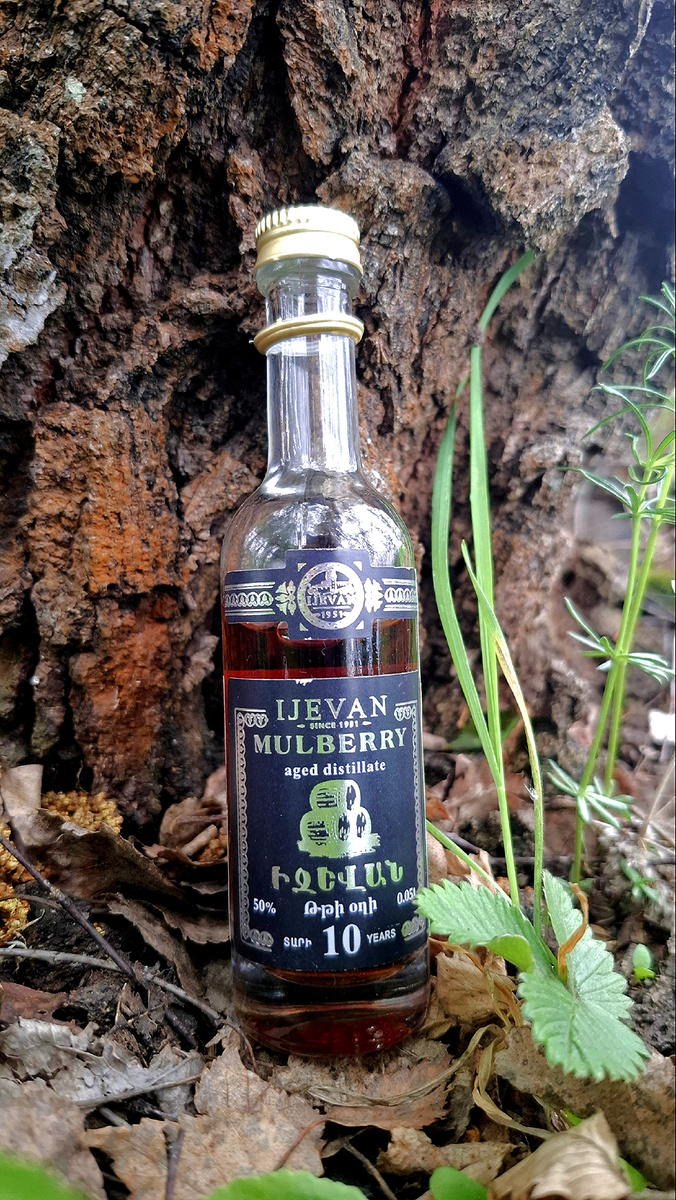 IJEVAN
1951
IJEVAN
SINCE 1951
MULBERRY
aged distillate
ԻՋԵՎԱՆ
50% Թթի օղի 0.05L
ՏԱՐԻ 10 YEARS